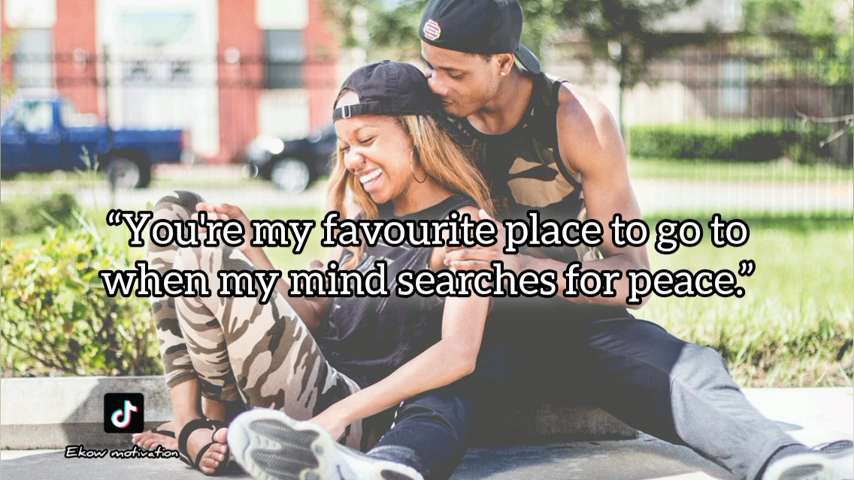 “You're my favourite place to go to
when my mind searches for peace.”
Ekow motivation